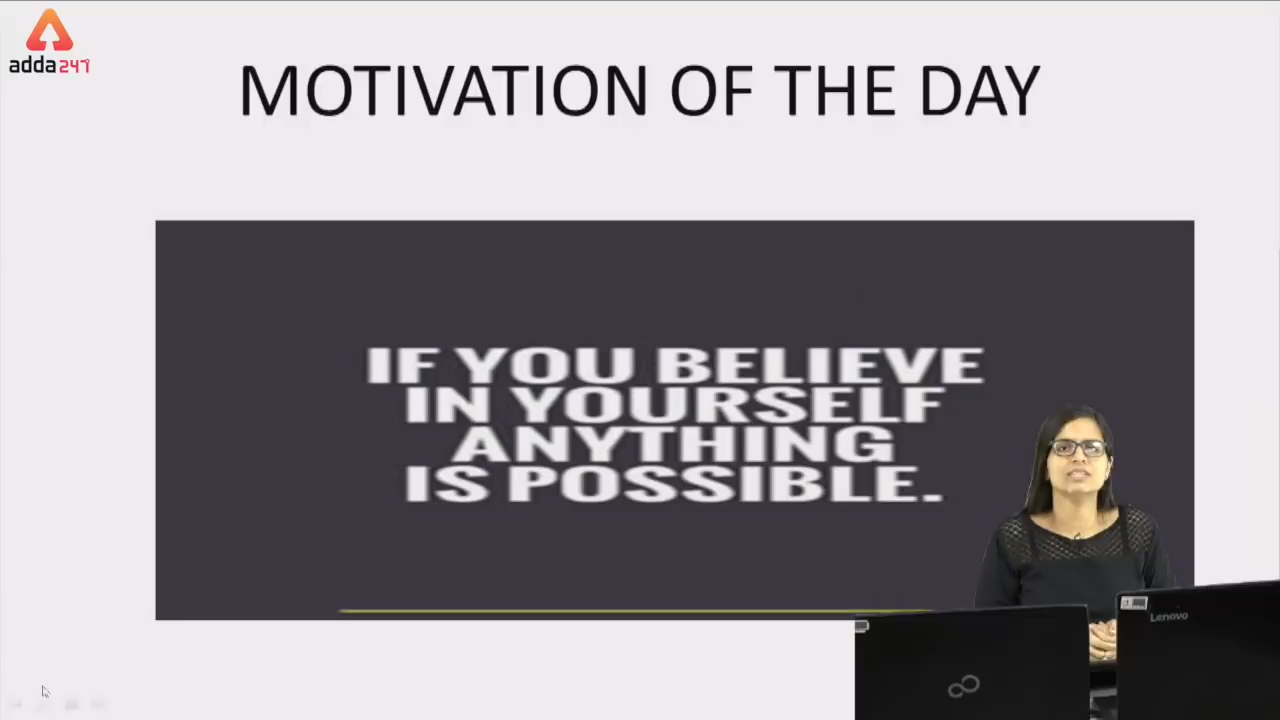 adda247
MOTIVATION OF THE DAY
IF YOU BELIEVE
IN YOURSELF
ANYTHING
IS POSSIBLE.
Lenovo